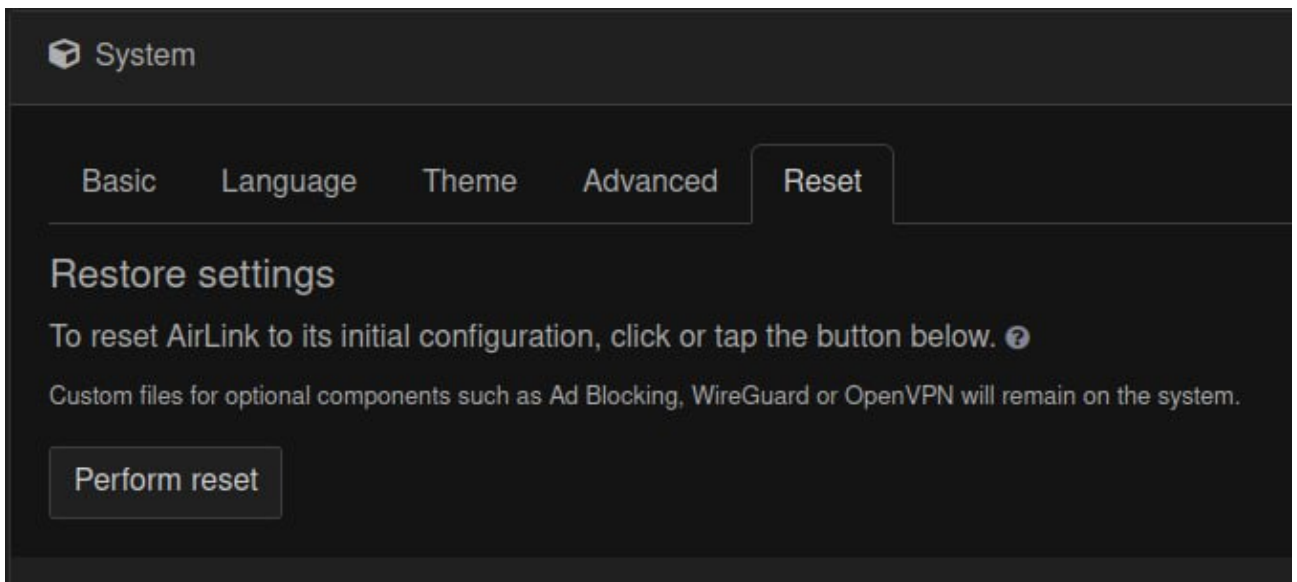 System
Basic Language Theme Advanced Reset
Restore settings
To reset AirLink to its initial configuration, click or tap the button below.
Custom files for optional components such as Ad Blocking, WireGuard or OpenVPN will remain on the system.
Perform reset